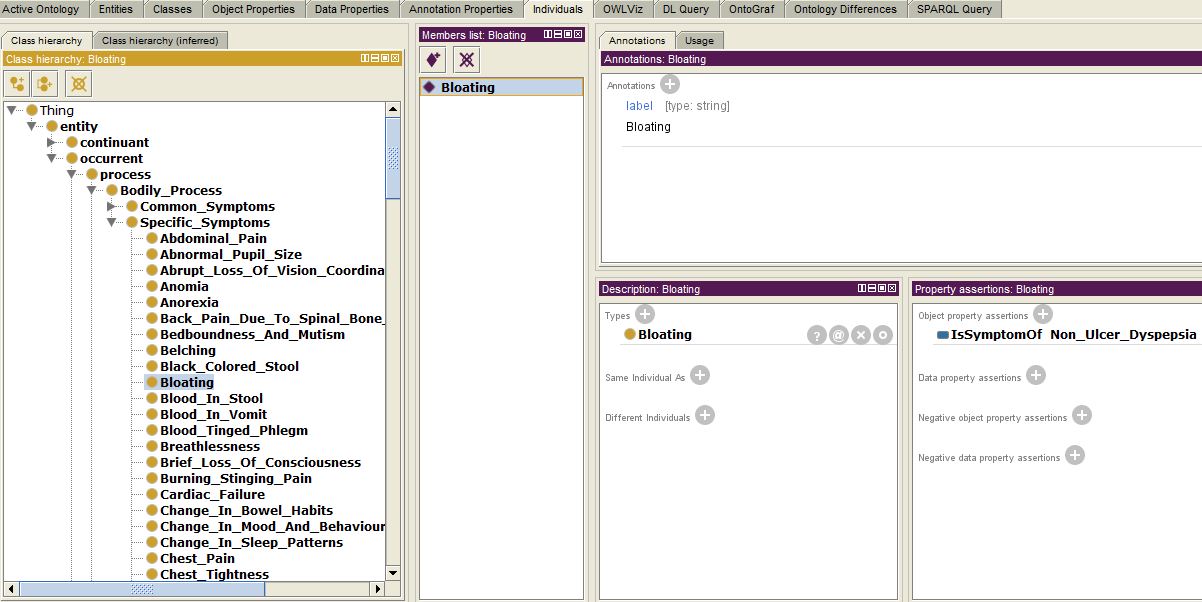 Active Ontology Entities Classes Object Properties Data Properties Annotation Properties Individuals OWLViz DL Query OntoGraf Ontology Differences SPARQL Query
Class hierarchy Class hierarchy (inferred)
Class hierarchy: Bloating
Thing
entity
continuant
occurrent
process
Bodily_Process
Common_Symptoms
Specific_Symptoms
Abdominal_Pain
Abnormal_Pupil_Size
Abrupt_Loss_Of_Vision_Coordina
Anomia
Anorexia
Back_Pain_Due_To_Spinal_Bone_
Bedboundness_And_Mutism
Belching
Black_Colored_Stool
Bloating
Blood_In_Stool
Blood_In_Vomit
Blood_Tinged_Phlegm
Breathlessness
Brief_Loss_Of_Consciousness
Burning_Stinging_Pain
Cardiac_Failure
Change_In_Bowel_Habits
Change_In_Mood_And_Behaviour
Change_In_Sleep_Patterns
Chest_Pain
Chest_Tightness
Members list: Bloating
Bloating
Annotations Usage
Annotations: Bloating
Annotations
label [type: string]
Bloating
Description: Bloating
Types
Bloating
Same Individual As
Different Individuals
Property assertions: Bloating
Object property assertions
IsSymptomOf Non_Ulcer_Dyspepsia
Data property assertions
Negative object property assertions
Negative data property assertions